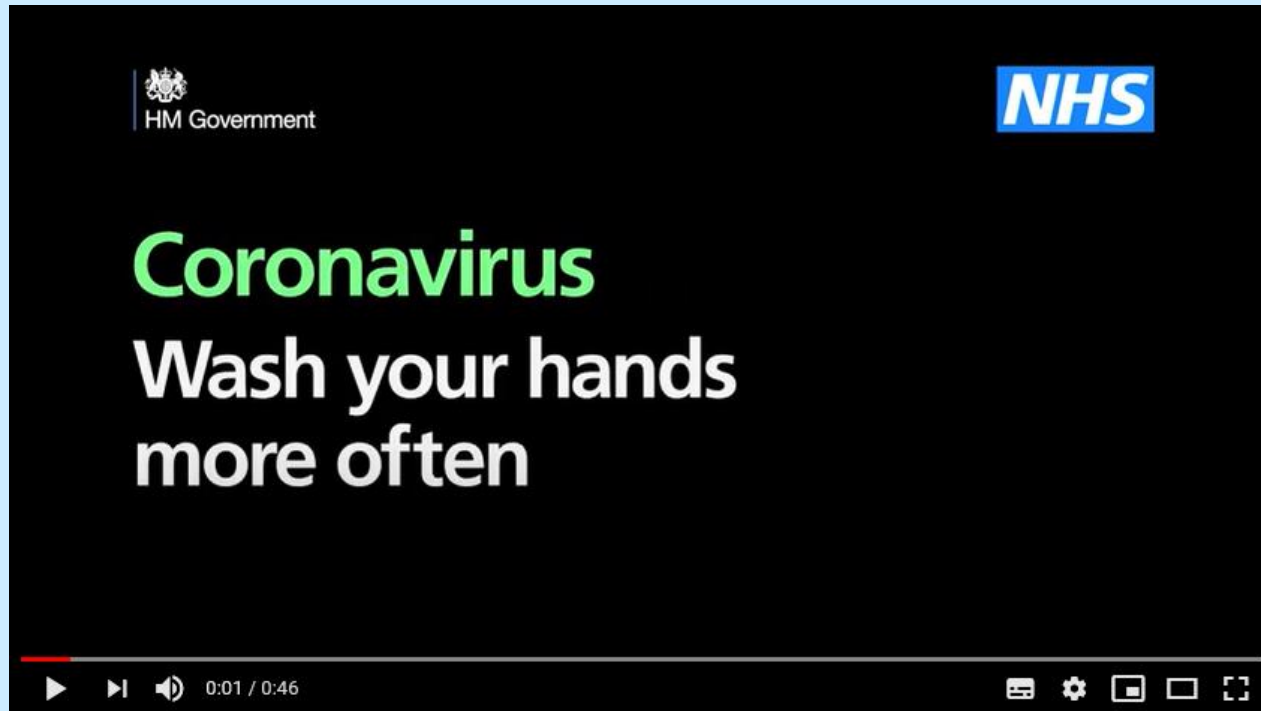 HM Government
NHS
Coronavirus
Wash your hands
more often
0:01 / 0:46